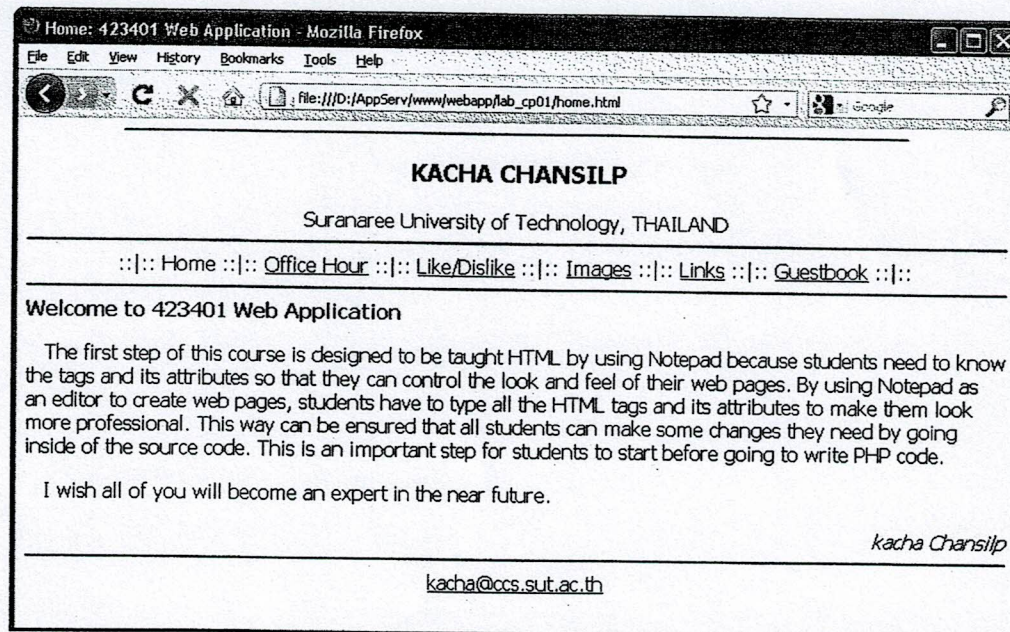 Home: 423401 Web Application - Mozilla Firefox
File Edit View History Bookmarks Tools Help
file:///D:/AppServ/www/webapp/lab_cp01/home.html
Google
KACHA CHANSILP
Suranaree University of Technology, THAILAND
::|:: Home ::|:: Office Hour ::|:: Like/Dislike ::|:: Images ::|:: Links ::|:: Guestbook ::|::
Welcome to 423401 Web Application
The first step of this course is designed to be taught HTML by using Notepad because students need to know
the tags and its attributes so that they can control the look and feel of their web pages. By using Notepad as
an editor to create web pages, students have to type all the HTML tags and its attributes to make them look
more professional. This way can be ensured that all students can make some changes they need by going
inside of the source code. This is an important step for students to start before going to write PHP code.
I wish all of you will become an expert in the near future.
kacha Chansilp
kacha@ccs.sut.ac.th